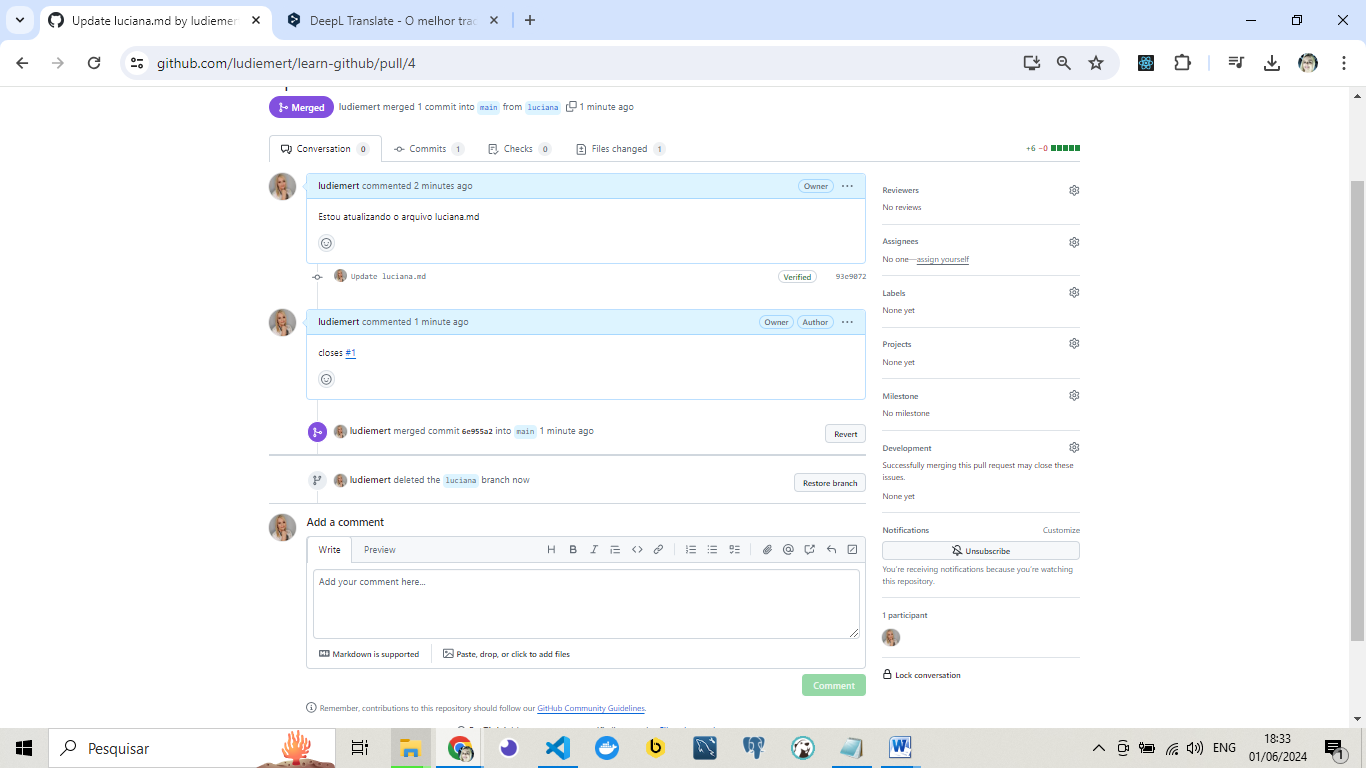 Update luciana.md by ludiemer
DeepL Translate - O melhor trac
github.com/ludiemert/learn-github/pull/4
Merged
ludiemert merged 1 commit into main from luciana 1 minute ago
Conversation 0
Commits 1
Checks 0
Files changed 1
+6 −0
ludiemert commented 2 minutes ago
Owner
Estou atualizando o arquivo luciana.md
Update luciana.md
Verified
93e9072
ludiemert commented 1 minute ago
Owner
Author
closes #1
ludiemert merged commit 6e955a2 into main 1 minute ago
Revert
ludiemert deleted the luciana branch now
Restore branch
Add a comment
Write
Preview
Add your comment here...
Markdown is supported
Paste, drop, or click to add files
Comment
Remember, contributions to this repository should follow our GitHub Community Guidelines.
Reviewers
No reviews
Assignees
No one—assign yourself
Labels
None yet
Projects
None yet
Milestone
No milestone
Development
Successfully merging this pull request may close these
issues.
None yet
Notifications
Customize
Unsubscribe
You're receiving notifications because you're watching
this repository.
1 participant
Lock conversation
Pesquisar
ENG
18:33
01/06/2024
1